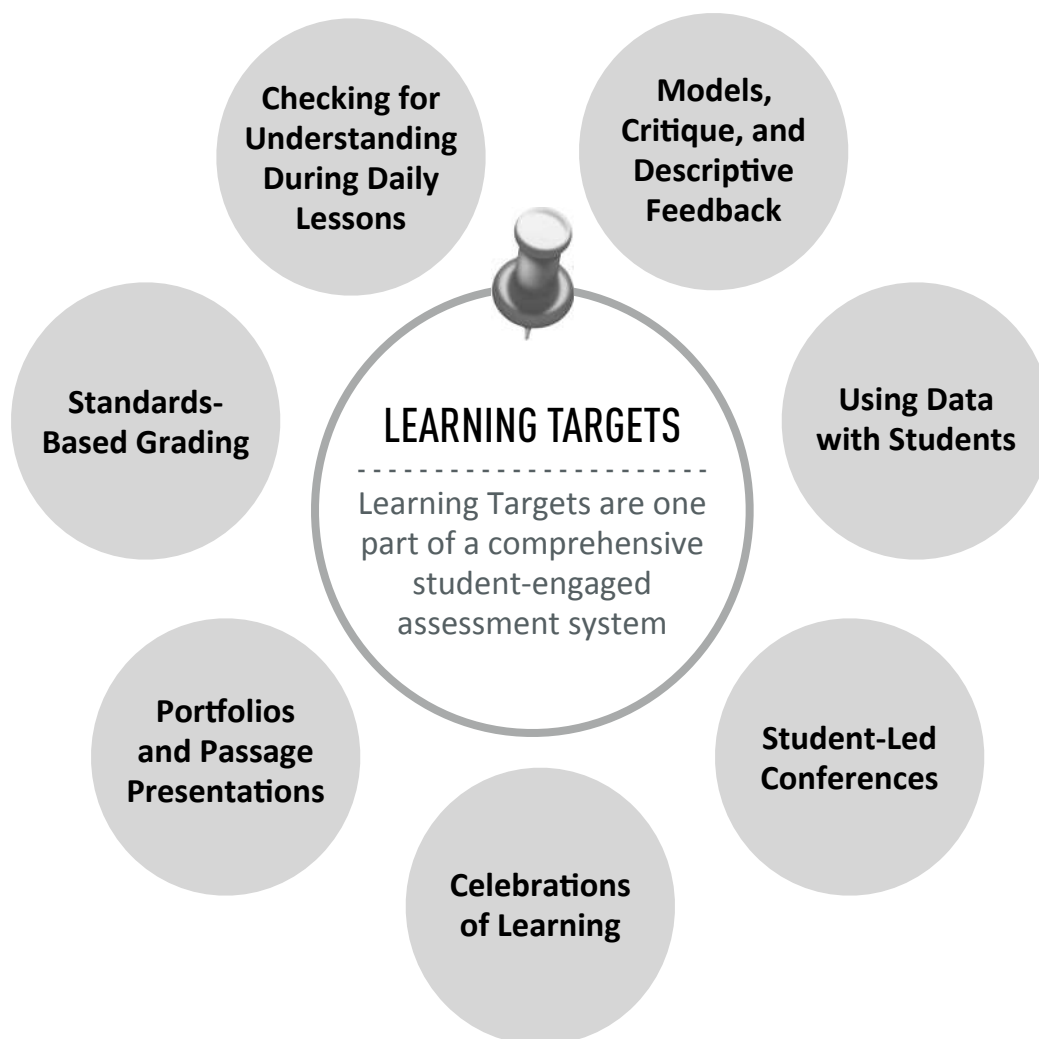 Checking for
Understanding
During Daily
Lessons
Models,
Critique, and
Descriptive
Feedback
Standards-
Based Grading
LEARNING TARGETS
Learning Targets are one
part of a comprehensive
student-engaged
assessment system
Using Data
with Students
Portfolios
and Passage
Presentations
Student-Led
Conferences
Celebrations
of Learning